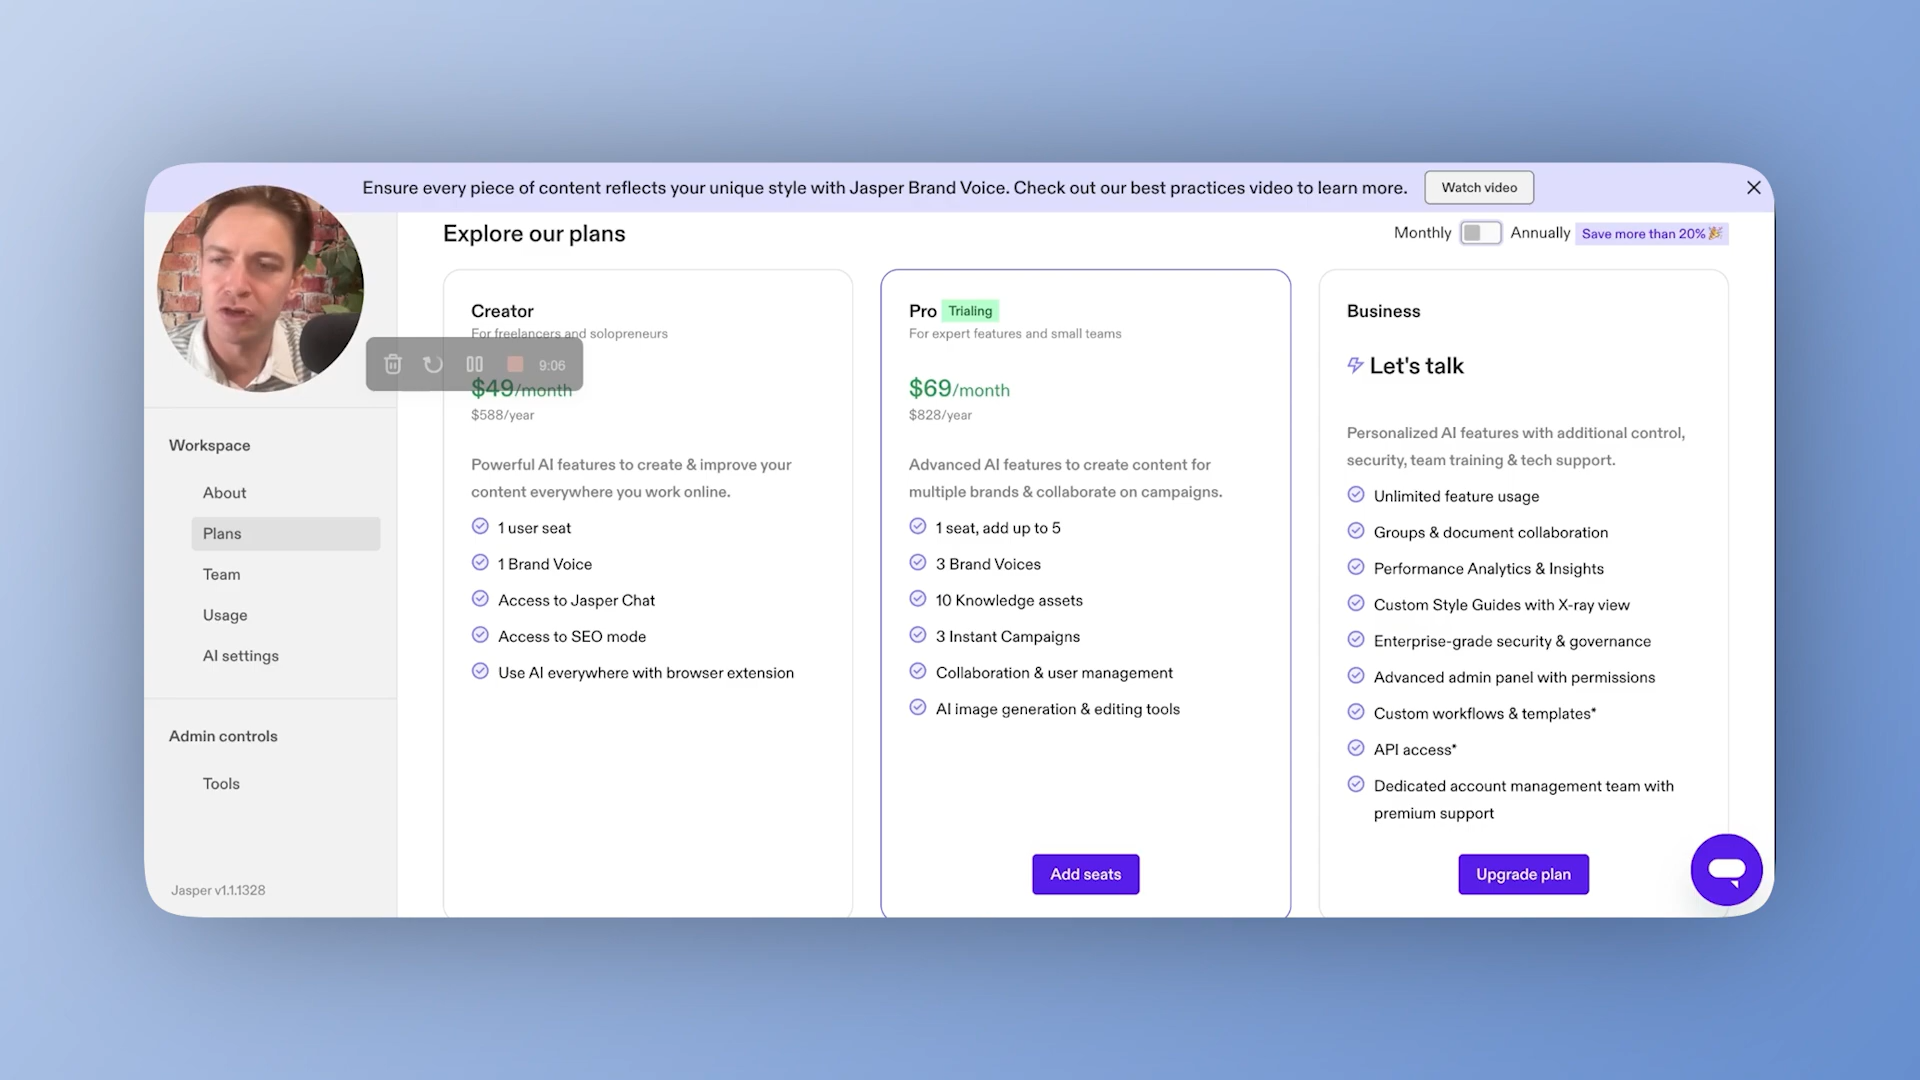 Ensure every piece of content reflects your unique style with Jasper Brand Voice. Check out our best practices video to learn more.
Watch video
Explore our plans
Monthly
Annually
Save more than 20% 🎉
Workspace
About
Plans
Team
Usage
AI settings
Admin controls
Tools
Jasper v1.1.1328
9:06
Creator
For freelancers and solopreneurs
$49/month
$588/year
Powerful AI features to create & improve your
content everywhere you work online.
1 user seat
1 Brand Voice
Access to Jasper Chat
Access to SEO mode
Use AI everywhere with browser extension
Pro
Trialing
For expert features and small teams
$69/month
$828/year
Advanced AI features to create content for
multiple brands & collaborate on campaigns.
1 seat, add up to 5
3 Brand Voices
10 Knowledge assets
3 Instant Campaigns
Collaboration & user management
AI image generation & editing tools
Add seats
Business
Let's talk
Personalized AI features with additional control,
security, team training & tech support.
Unlimited feature usage
Groups & document collaboration
Performance Analytics & Insights
Custom Style Guides with X-ray view
Enterprise-grade security & governance
Advanced admin panel with permissions
Custom workflows & templates*
API access*
Dedicated account management team with
premium support
Upgrade plan